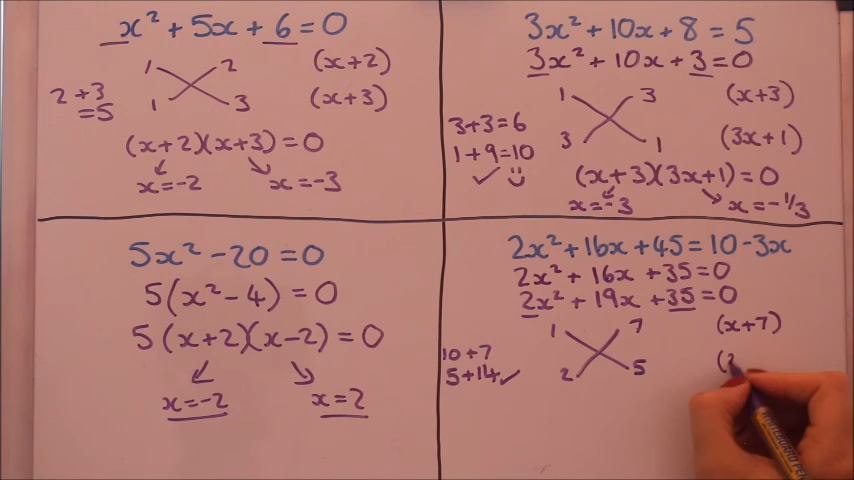 x² + 5x + 6 = 0
1 2 (x+2)
2+3
=5
1 3 (x+3)
(x+2)(x+3) = 0
x=-2 x=-3
3x² + 10x + 8 = 5
3x² + 10x + 3 = 0
1 3 (x+3)
3+3=6
3 1 (3x+1)
1+9=10
(x+3)(3x+1) = 0
x=-3 x=-1/3
5x² - 20 = 0
5(x² - 4) = 0
5(x+2)(x-2) = 0
x=-2 x=2
2x² + 16x + 45 = 10 - 3x
2x² + 16x + 35 = 0
2x² + 19x + 35 = 0
1 7 (x+7)
10+7
5+14
2 5 (
WHITEBOARD PEN